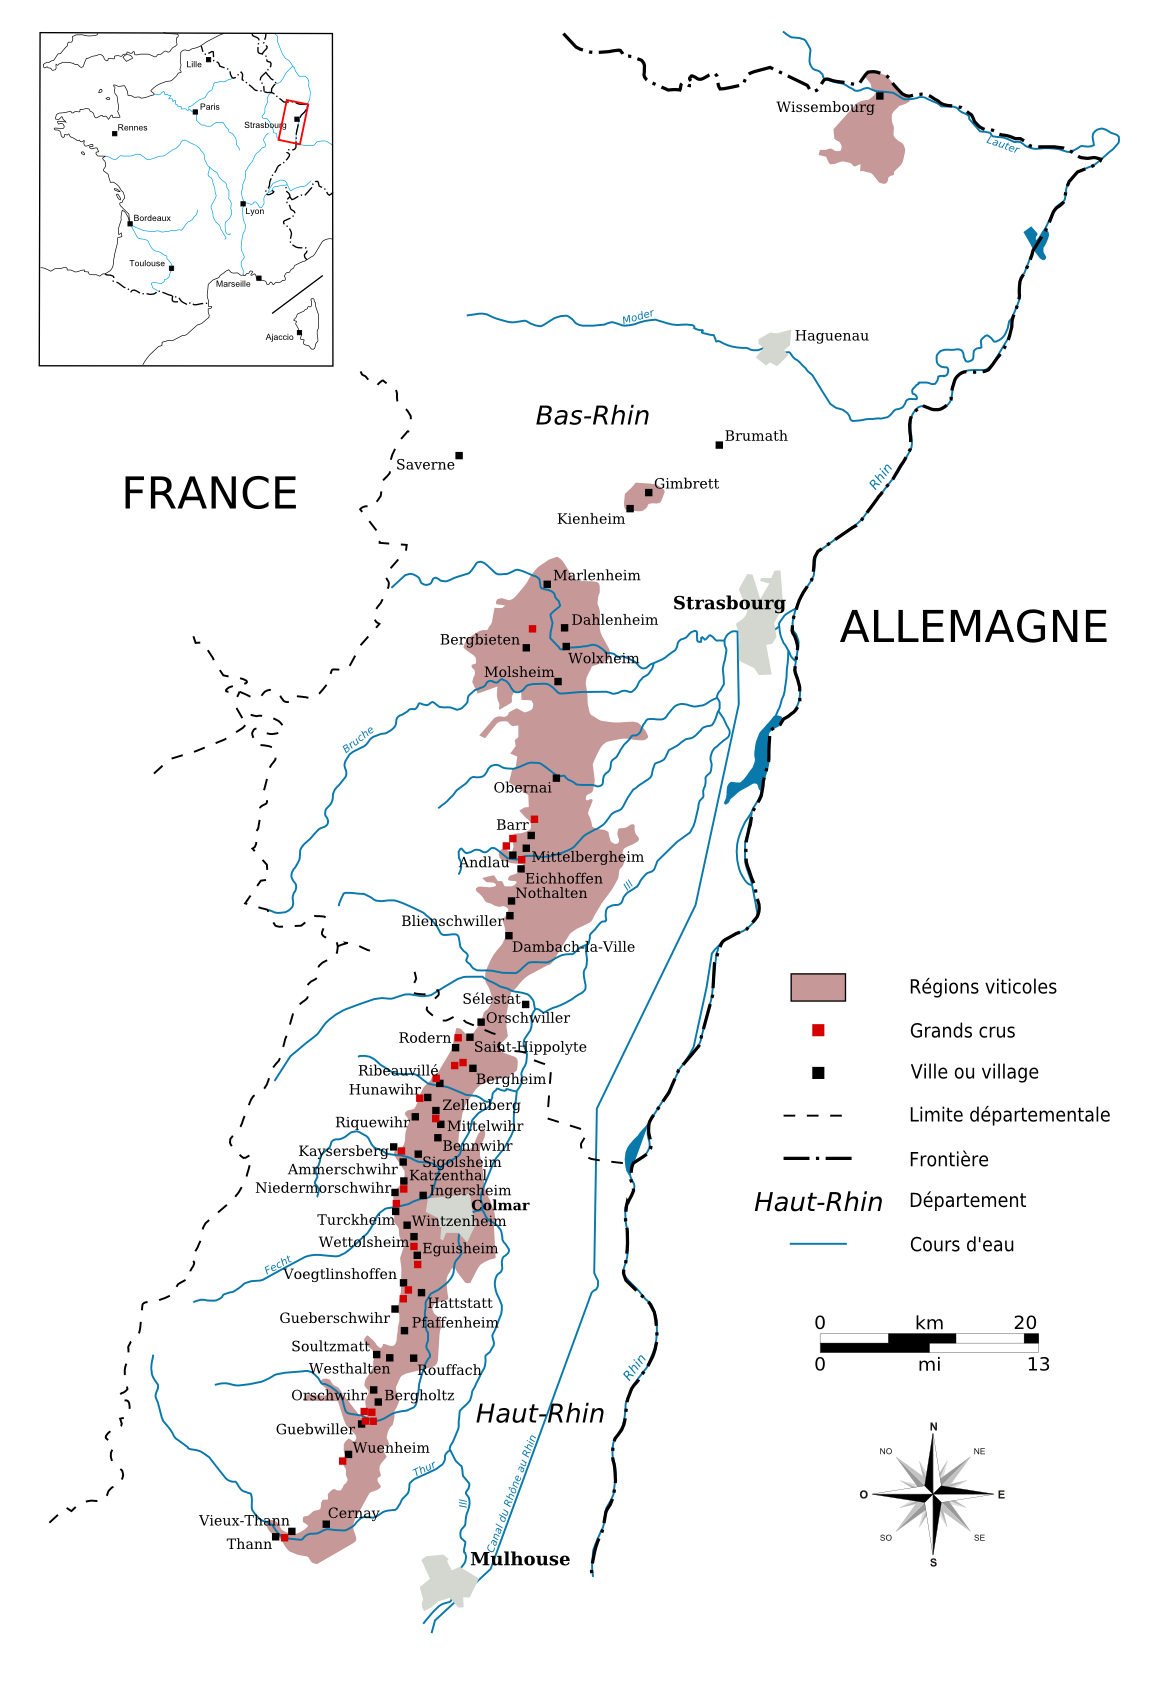 Lille
Paris
Strasbourg
Rennes
Lyon
Bordeaux
Toulouse
Marseille
Ajaccio
Wissembourg
Lauter
Moder
Haguenau
Bas-Rhin
Brumath
Saverne
Rhin
FRANCE
Gimbrett
Kienheim
Marlenheim
Strasbourg
Dahlenheim
ALLEMAGNE
Bergbieten
Wolxheim
Molsheim
Bruche
Obernai
Barr
Mittelbergheim
Andlau
Eichhoffen
Ill
Nothalten
Blienschwiller
Dambach-la-Ville
Régions viticoles
Sélestat
Orschwiller
Grands crus
Rodern
Saint-Hippolyte
Ribeauvillé
Ville ou village
Bergheim
Hunawihr
Zellenberg
Limite départementale
Riquewihr
Mittelwihr
Bennwihr
Kaysersberg
Frontière
Sigolsheim
Ammerschwihr
Katzenthal
Niedermorschwihr
Ingersheim
Haut-Rhin
Département
Colmar
Turckheim
Wintzenheim
Wettolsheim
Cours d'eau
Eguisheim
Fecht
Voegtlinshoffen
Hattstatt
Gueberschwihr
Pfaffenheim
0 km 20
Soultzmatt
0 mi 13
Westhalten
Rouffach
Rhin
Orschwihr
Bergholtz
Haut-Rhin
Guebwiller
N
Wuenheim
NO NE
Thur
O E
Ill
Canal du Rhône au Rhin
Cernay
Vieux-Thann
SO SE
Thann
Mulhouse
S